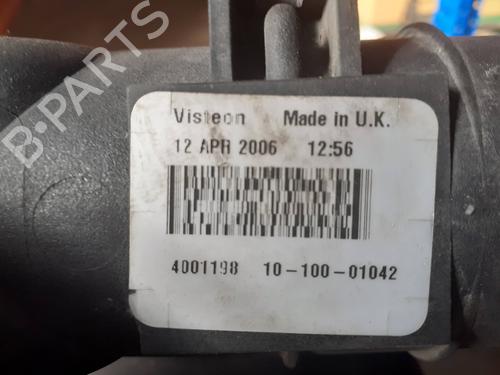 B-PARTS
Visteon Made in U.K.
12 APR 2006 12:56
4001198 10-100-01042